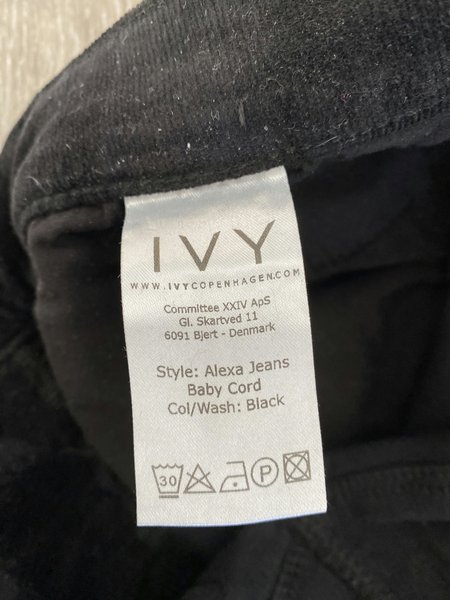 IVY
WWW.IVYCOPENHAGEN.COM
Committee XXIV ApS
Gl. Skartved 11
6091 Bjert - Denmark
Style: Alexa Jeans
Baby Cord
Col/Wash: Black
30 P